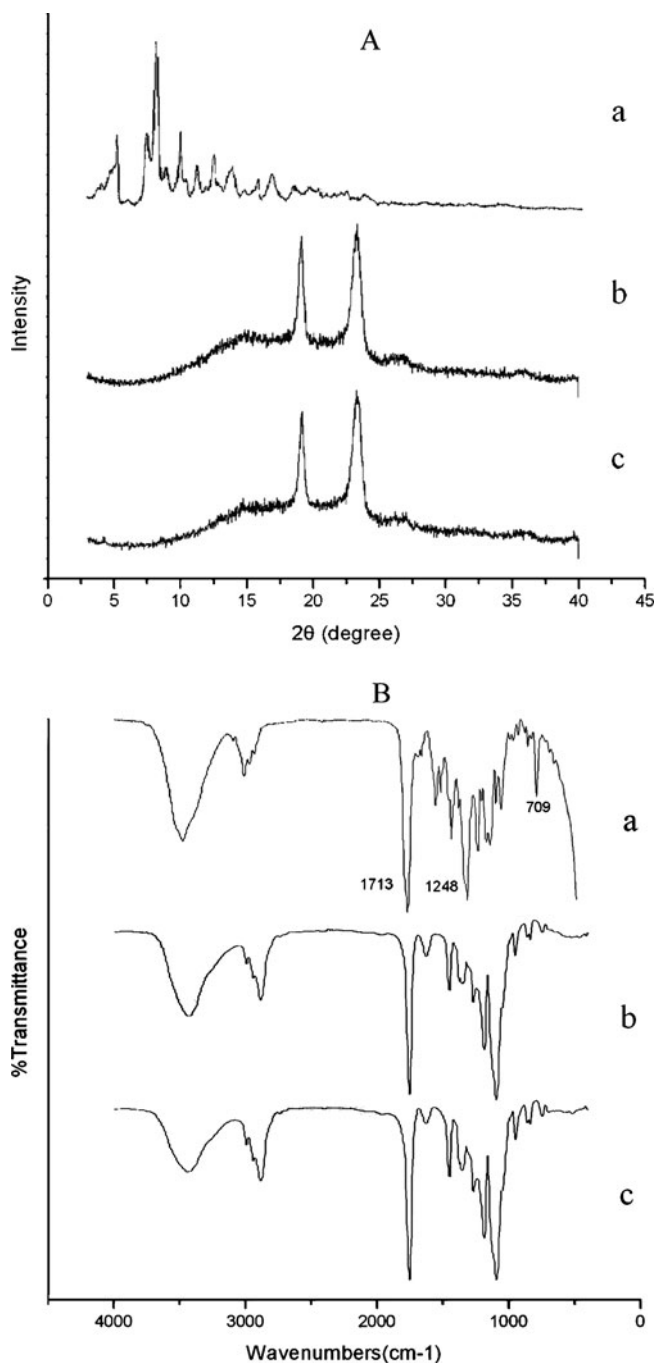 A
a
b
c
Intensity
0 5 10 15 20 25 30 35 40 45
2θ (degree)
B
a
709
1713 1248
b
c
%Transmittance
4000 3000 2000 1000 0
Wavenumbers(cm-1)